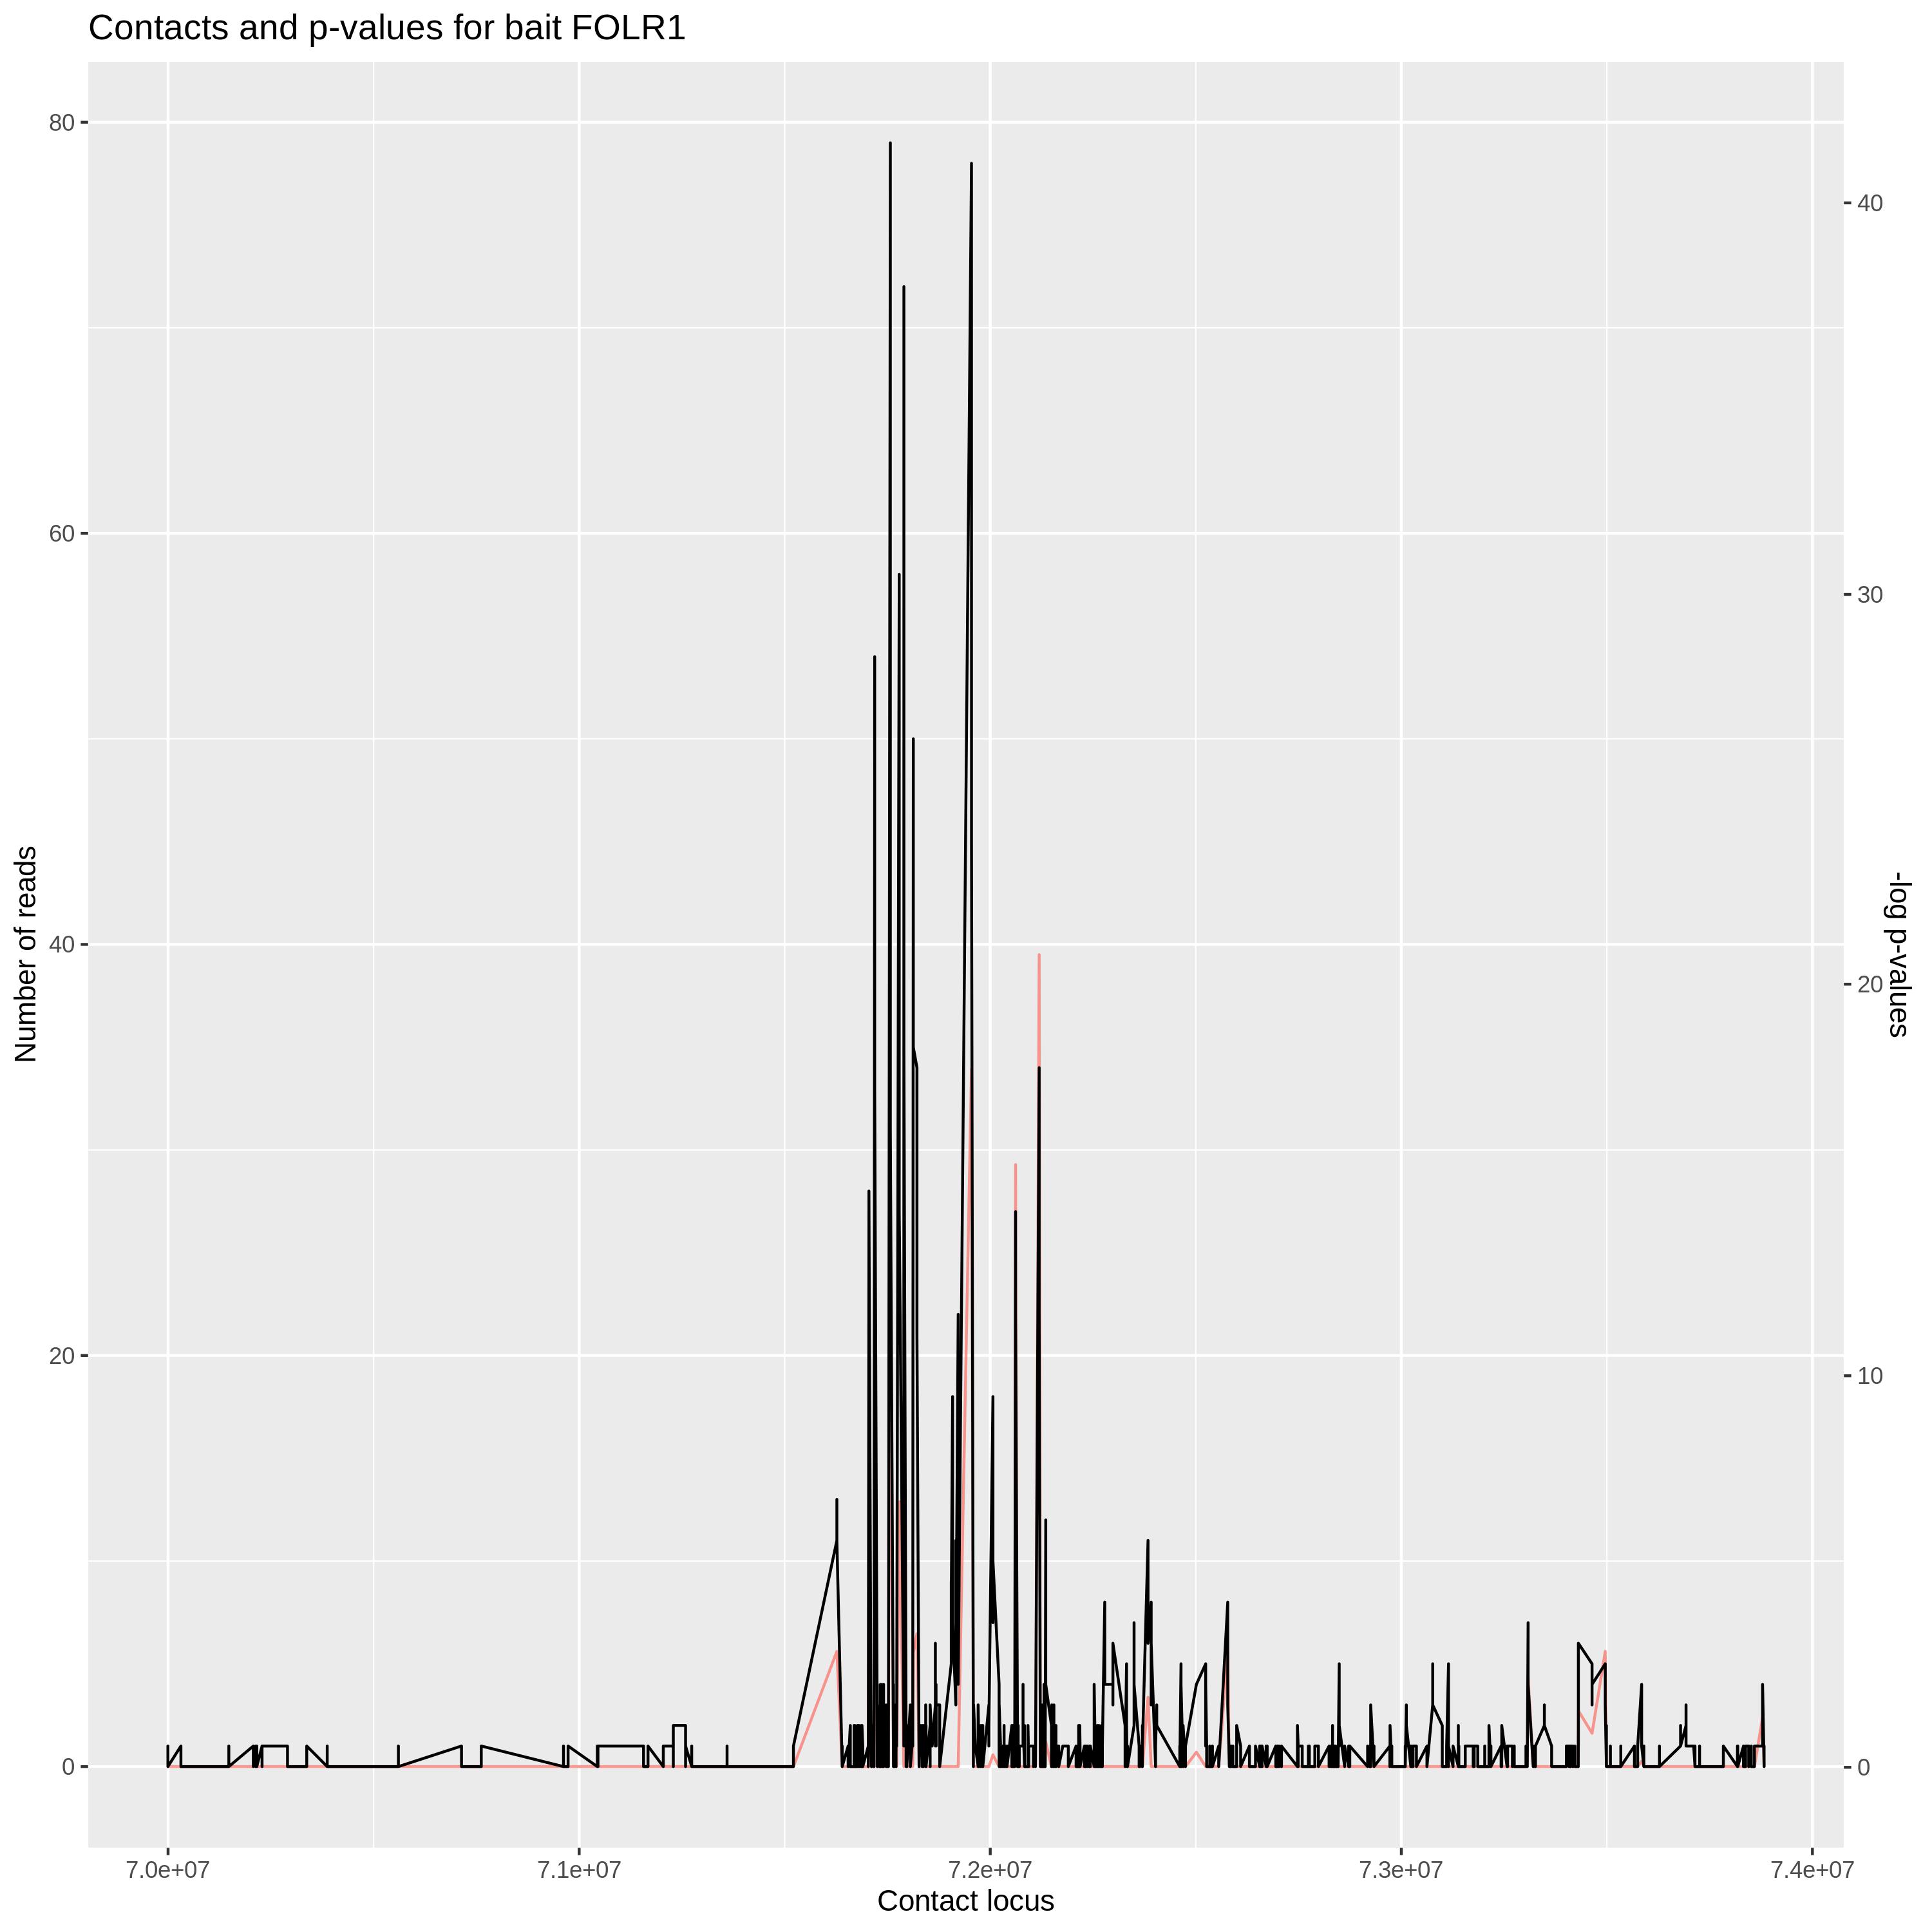 Contacts and p-values for bait FOLR1
80
60
40
20
0
Number of reads
40
30
20
10
0
-log p-values
7.0e+07 7.1e+07 7.2e+07 7.3e+07 7.4e+07
Contact locus